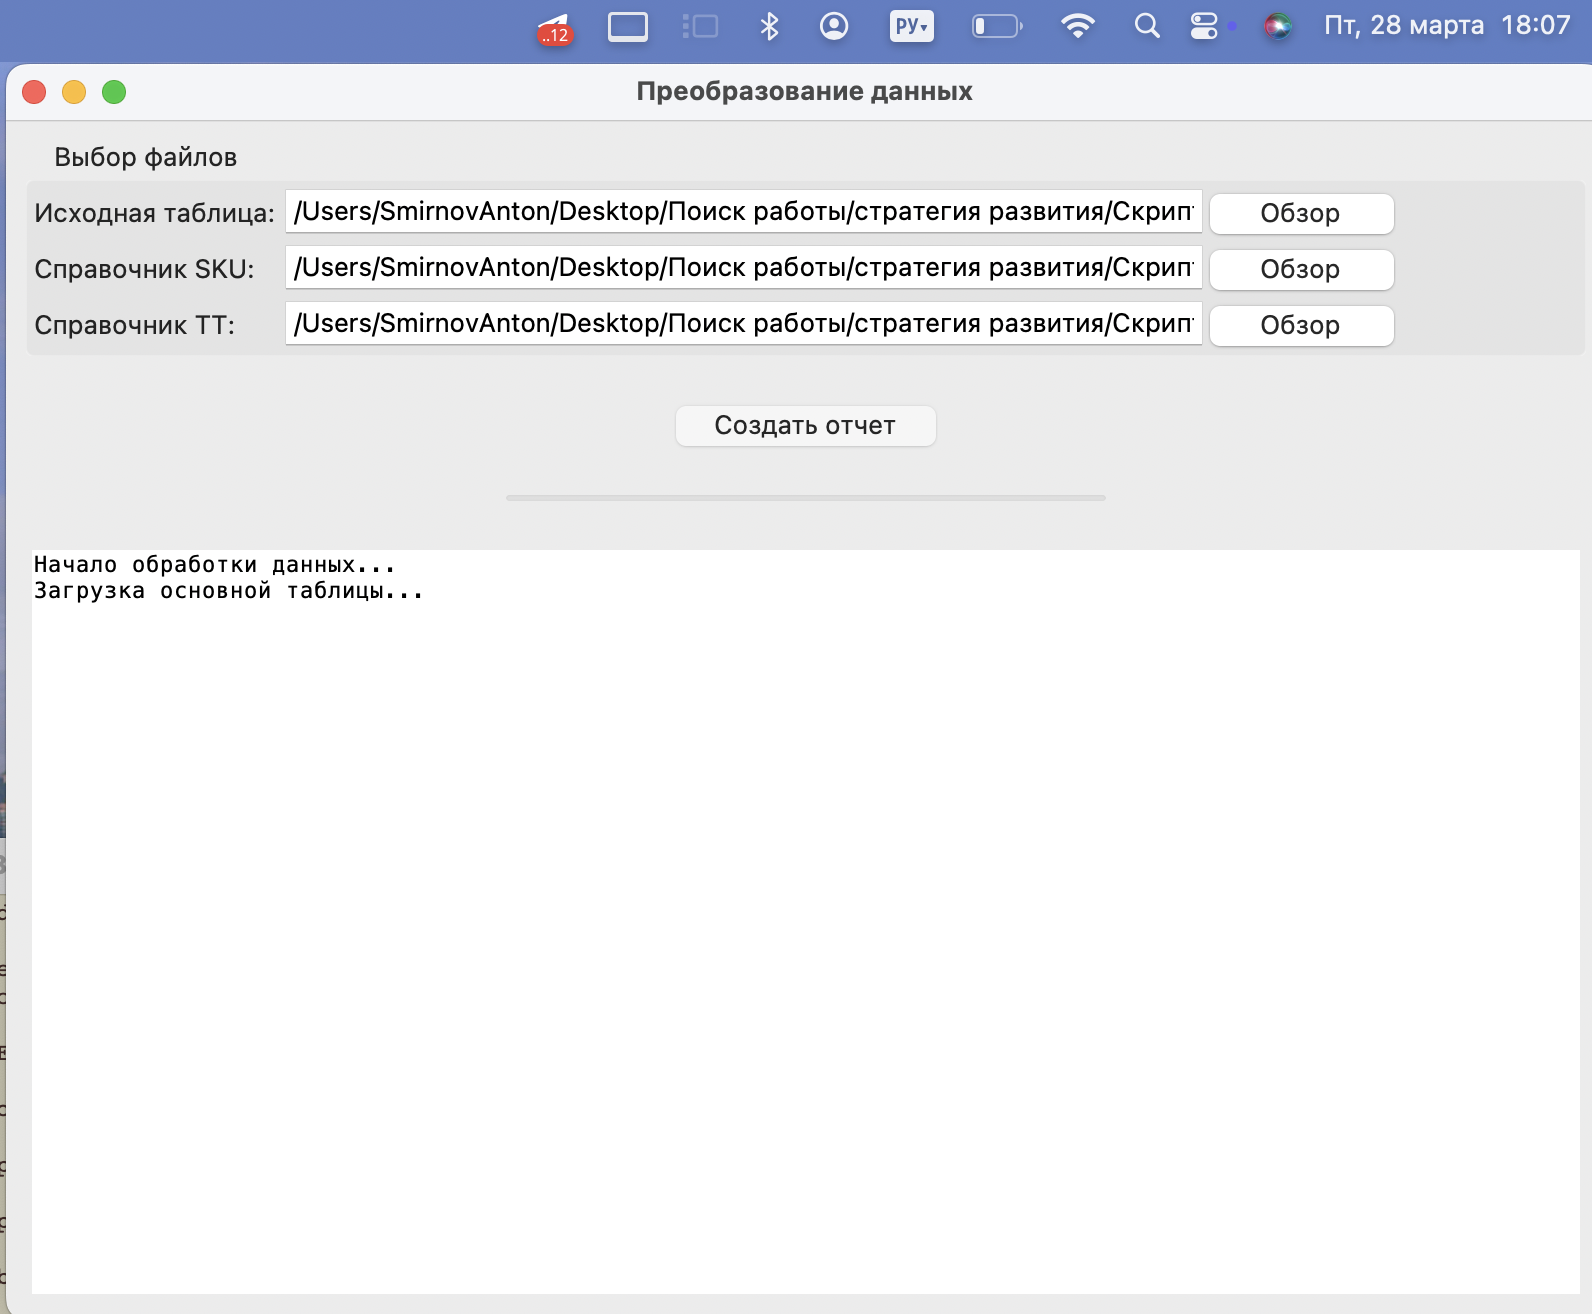 ..12 РУ Пт, 28 марта 18:07
Преобразование данных
Выбор файлов
Исходная таблица: /Users/SmirnovAnton/Desktop/Поиск работы/стратегия развития/Скрип Обзор
Справочник SKU: /Users/SmirnovAnton/Desktop/Поиск работы/стратегия развития/Скрип Обзор
Справочник ТТ: /Users/SmirnovAnton/Desktop/Поиск работы/стратегия развития/Скрип Обзор
Создать отчет
Начало обработки данных...
Загрузка основной таблицы...